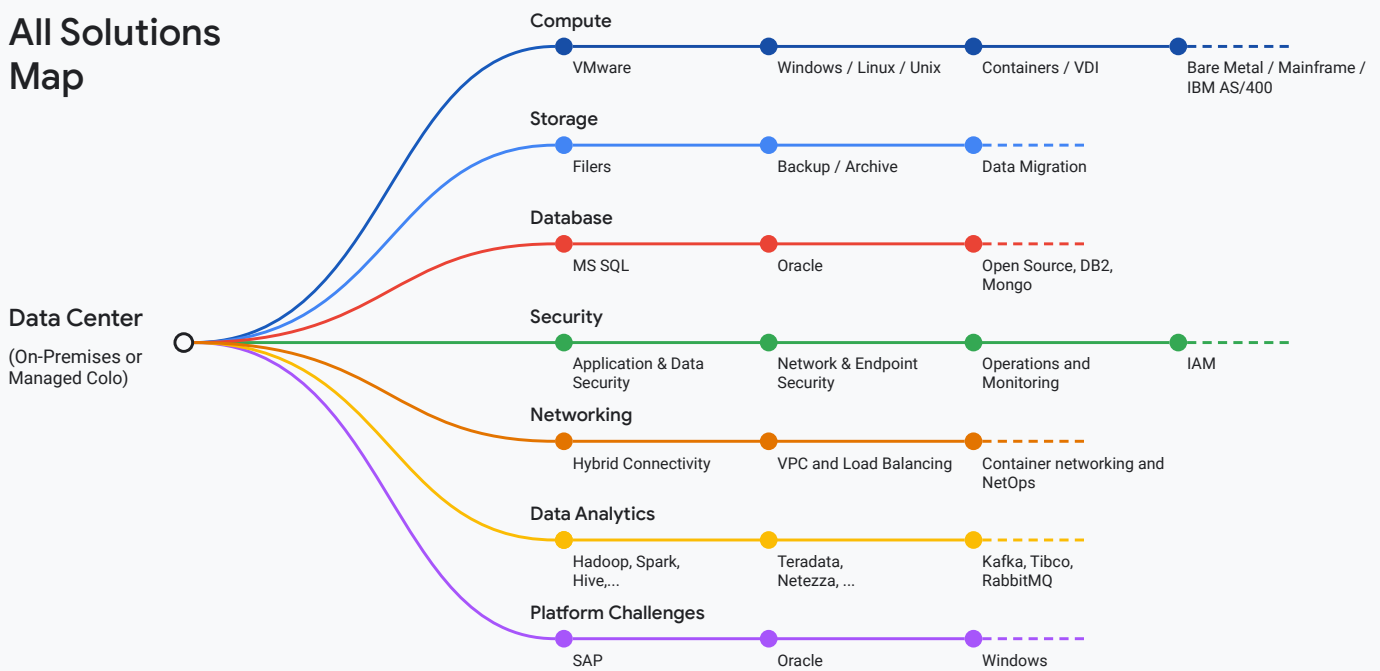 All Solutions
Map
Compute
VMware
Windows / Linux / Unix
Containers / VDI
Bare Metal / Mainframe /
IBM AS/400
Storage
Filers
Backup / Archive
Data Migration
Database
MS SQL
Oracle
Open Source, DB2,
Mongo
Data Center
(On-Premises or
Managed Colo)
Security
Application & Data
Security
Network & Endpoint
Security
Operations and
Monitoring
IAM
Networking
Hybrid Connectivity
VPC and Load Balancing
Container networking and
NetOps
Data Analytics
Hadoop, Spark,
Hive,...
Teradata,
Netezza, ...
Kafka, Tibco,
RabbitMQ
Platform Challenges
SAP
Oracle
Windows